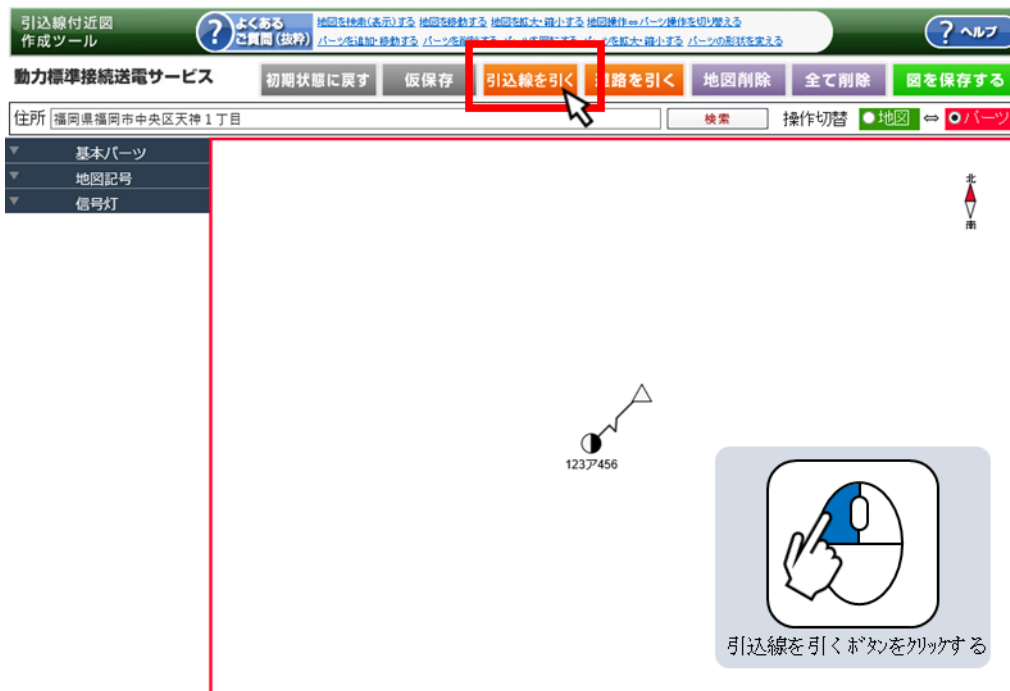 引込線付近図
作成ツール
? よくある
ご質問(抜粋)
地図を検索(表示)する 地図を移動する 地図を拡大・縮小する 地図操作⇔パーツ操作を切り替える
パーツを追加・移動する パーツを削除する パーツを回転する パーツを拡大・縮小する パーツの形状を変える
? ヘルプ
動力標準接続送電サービス
初期状態に戻す 仮保存 引込線を引く 道路を引く 地図削除 全て削除 図を保存する
住所 福岡県福岡市中央区天神1丁目 検索 操作切替 地図 ⇔ パーツ
基本パーツ
地図記号
信号灯
北
南
123ア456
引込線を引くボタンをクリックする